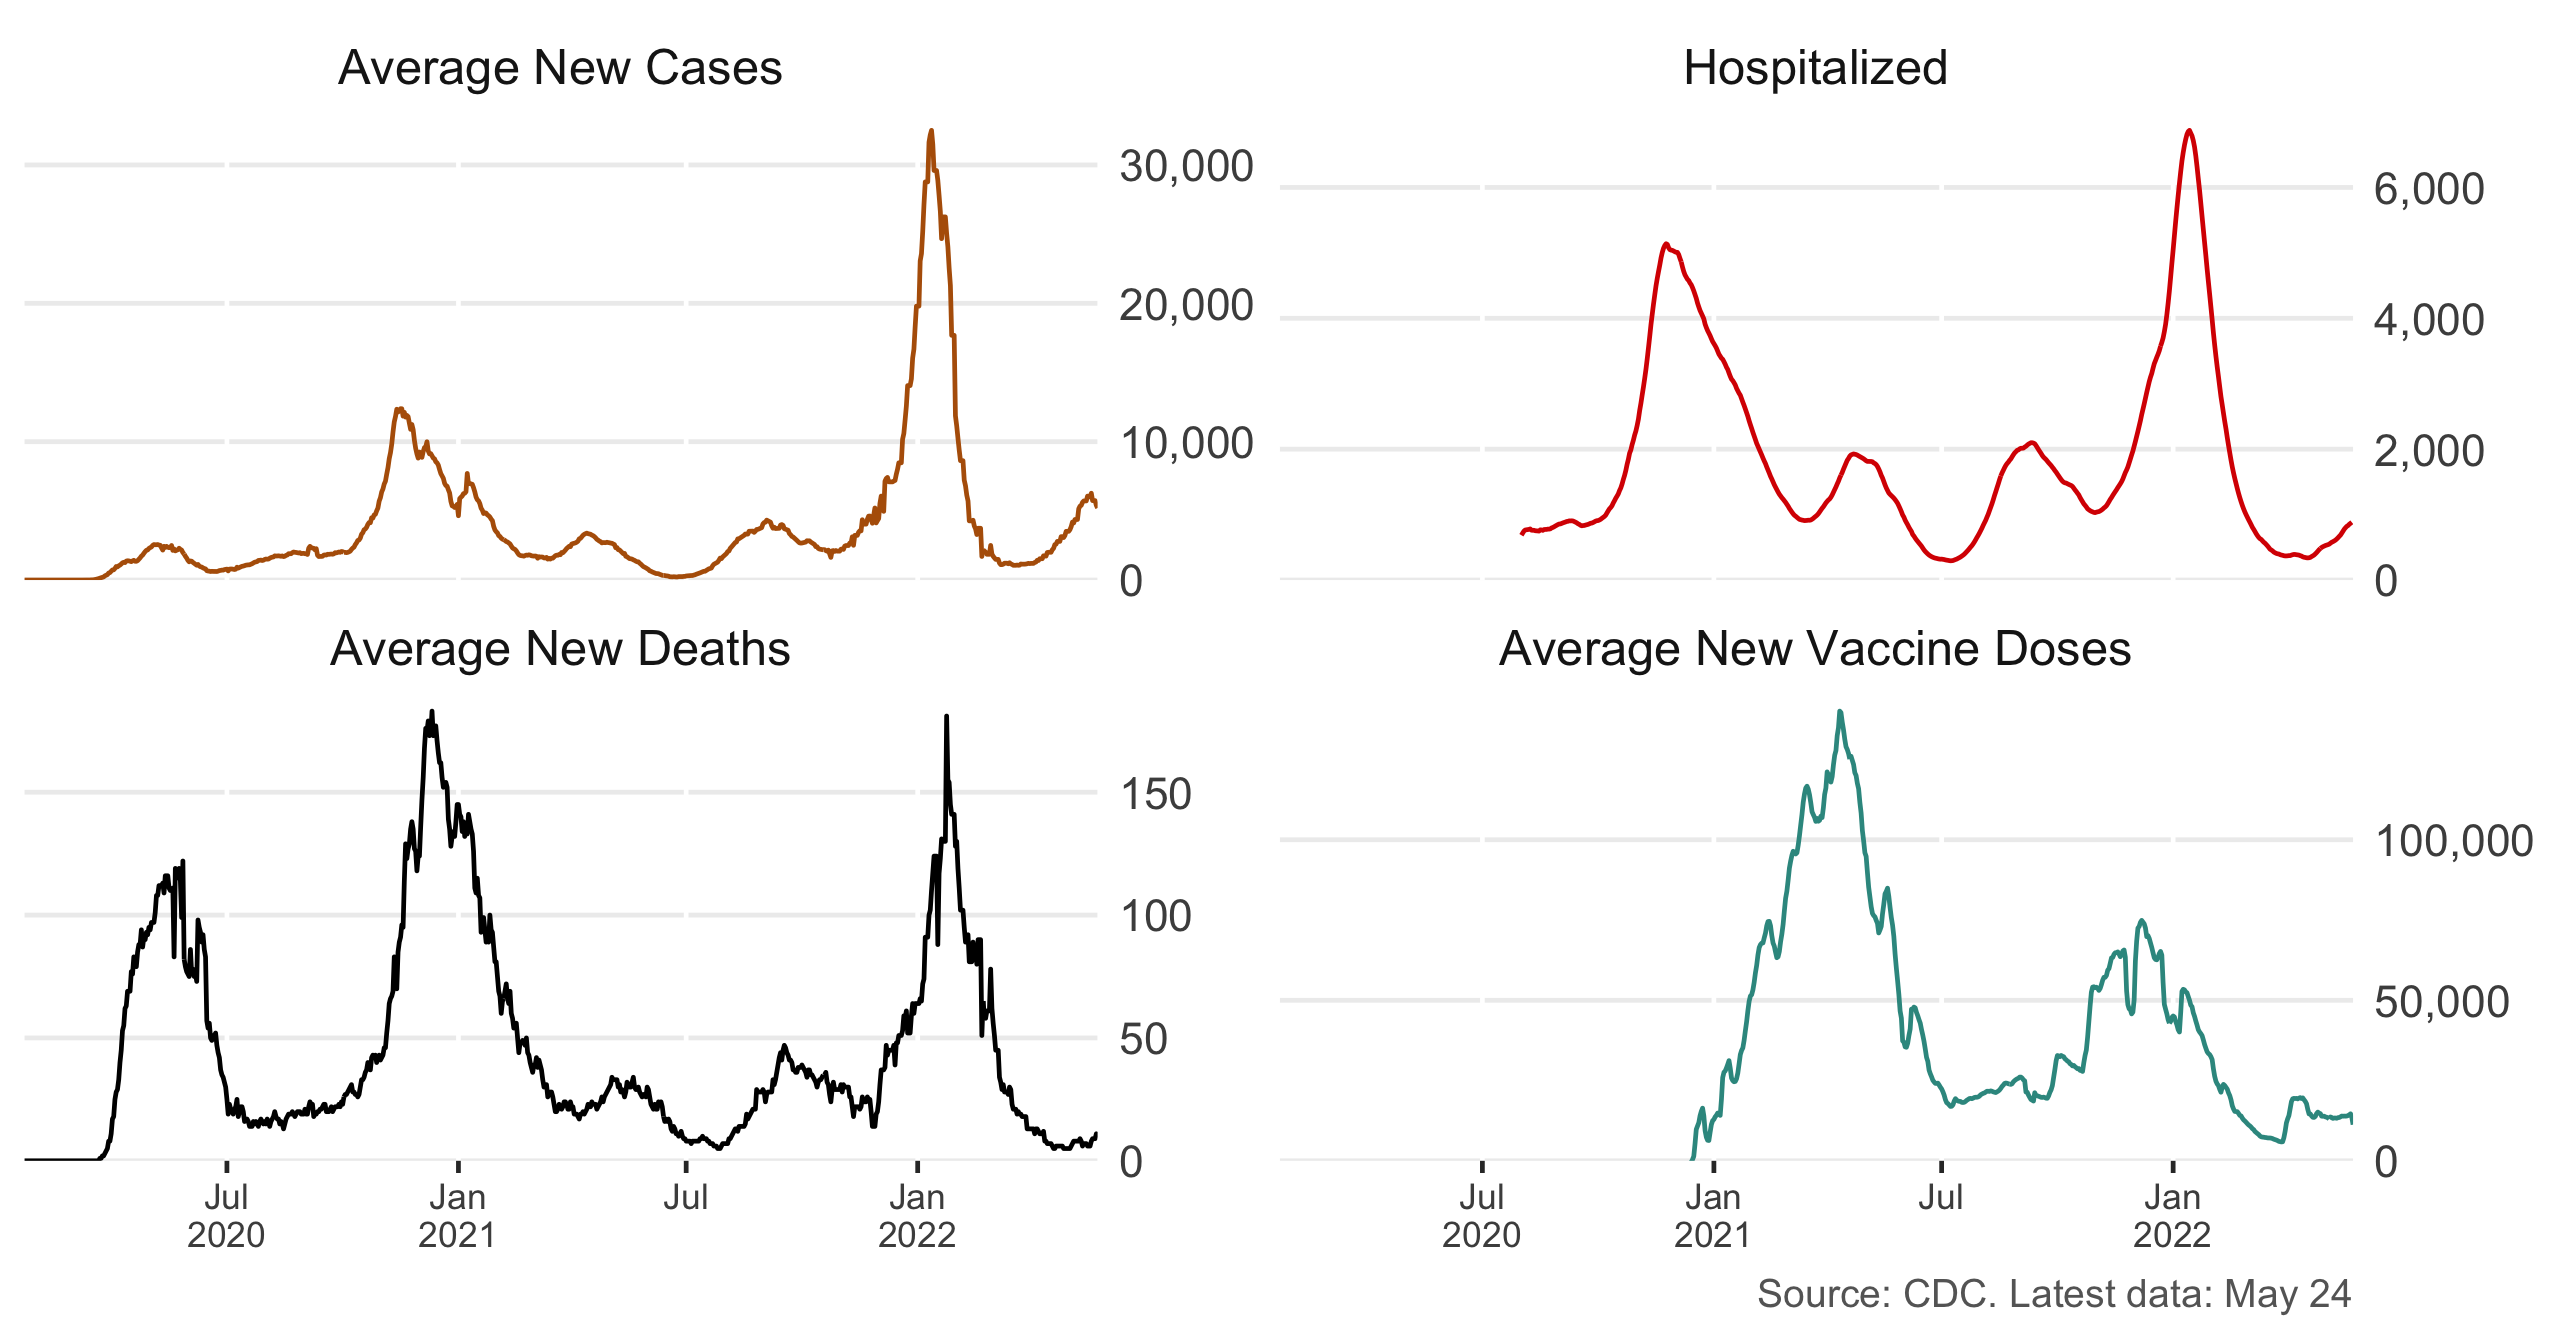 Average New Cases
30,000
20,000
10,000
0
Hospitalized
6,000
4,000
2,000
0
Average New Deaths
150
100
50
0
Jul
2020
Jan
2021
Jul
Jan
2022
Average New Vaccine Doses
100,000
50,000
0
Jul
2020
Jan
2021
Jul
Jan
2022
Source: CDC. Latest data: May 24